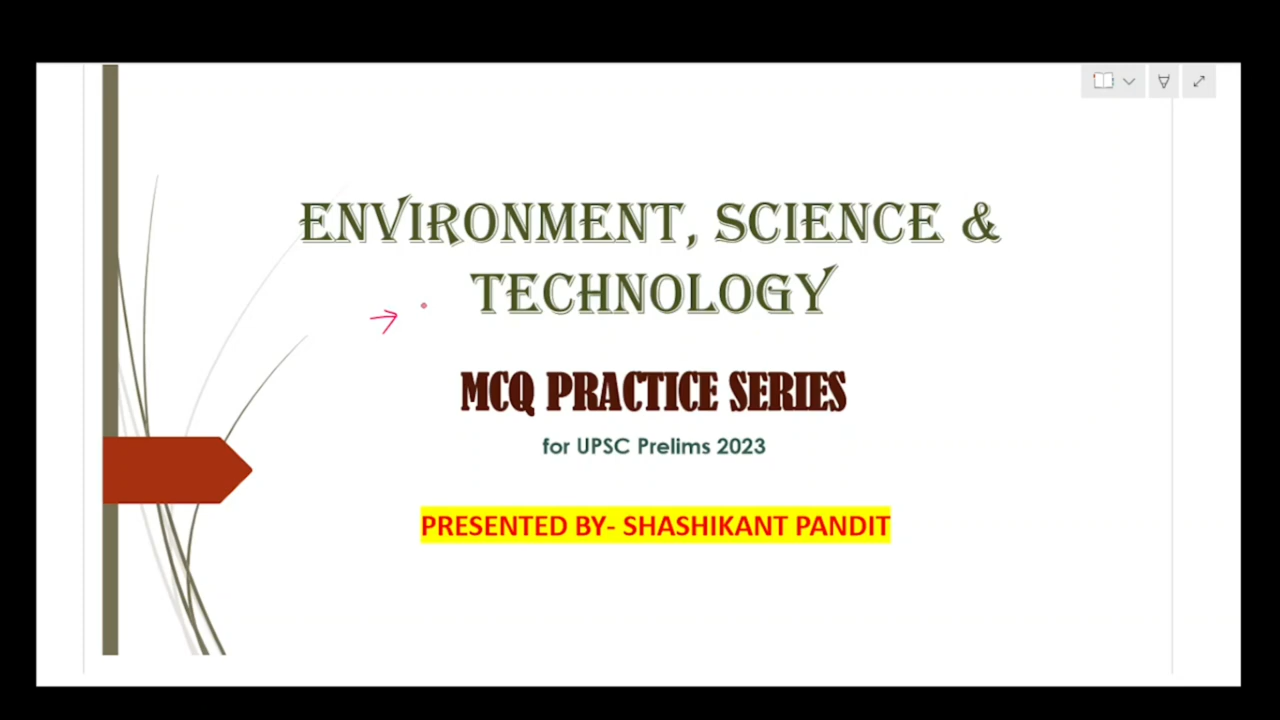 ENVIRONMENT, SCIENCE &
TECHNOLOGY
MCQ PRACTICE SERIES
for UPSC Prelims 2023
PRESENTED BY- SHASHIKANT PANDIT